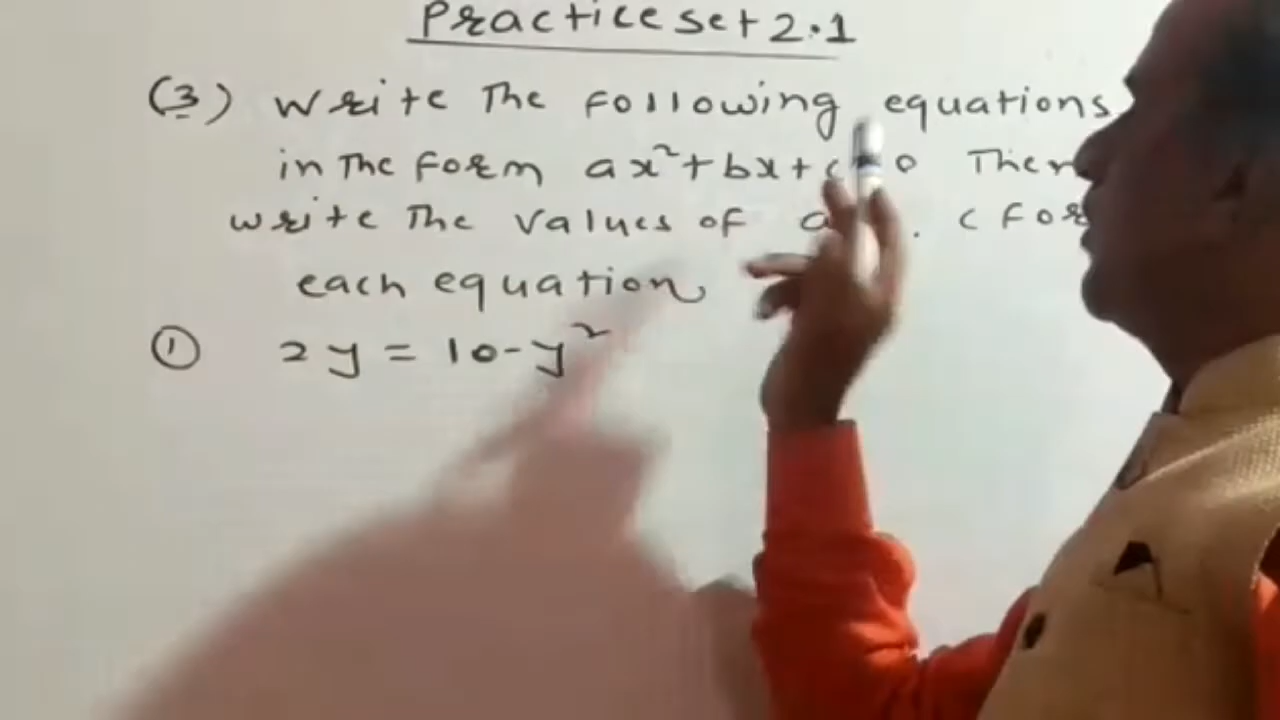 Practice Set 2.1
(3) Write The Following equations
in The Form ax²+bx+c 0 Then
write The Values of a . c For
each equation
① 2y = 10-y²